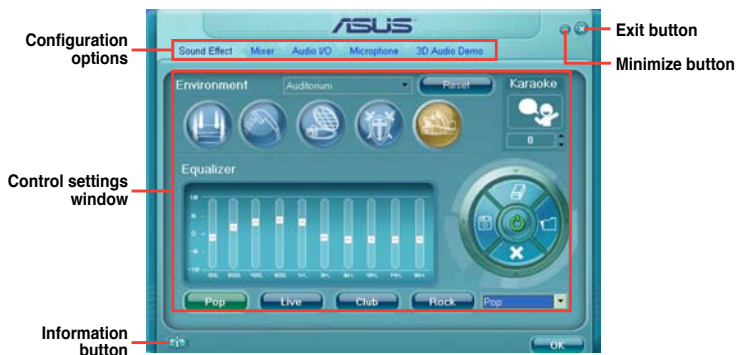 ASUS
Configuration options
Exit button
Minimize button
Sound Effect Mixer Audio I/O Microphone 3D Audio Demo
Environment Auditorium Reset Karaoke
0
Control settings window
Equalizer
Pop Live Club Rock Pop
Information button
i
OK